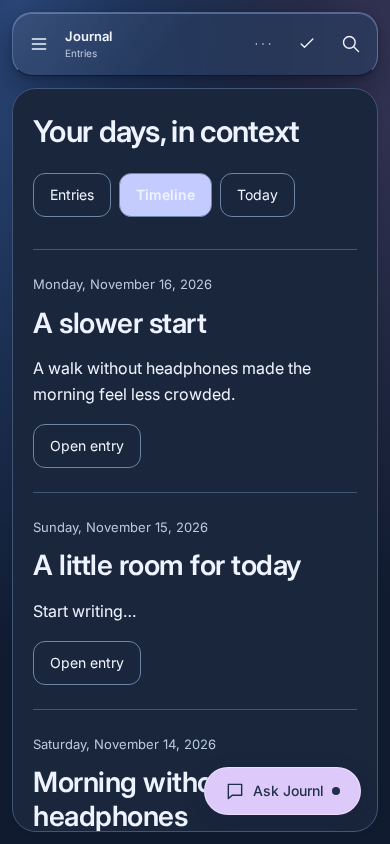 Journal
Entries
Your days, in context
Entries
Timeline
Today
Monday, November 16, 2026
A slower start
A walk without headphones made the
morning feel less crowded.
Open entry
Sunday, November 15, 2026
A little room for today
Start writing...
Open entry
Saturday, November 14, 2026
Morning
headphones
Ask Journl